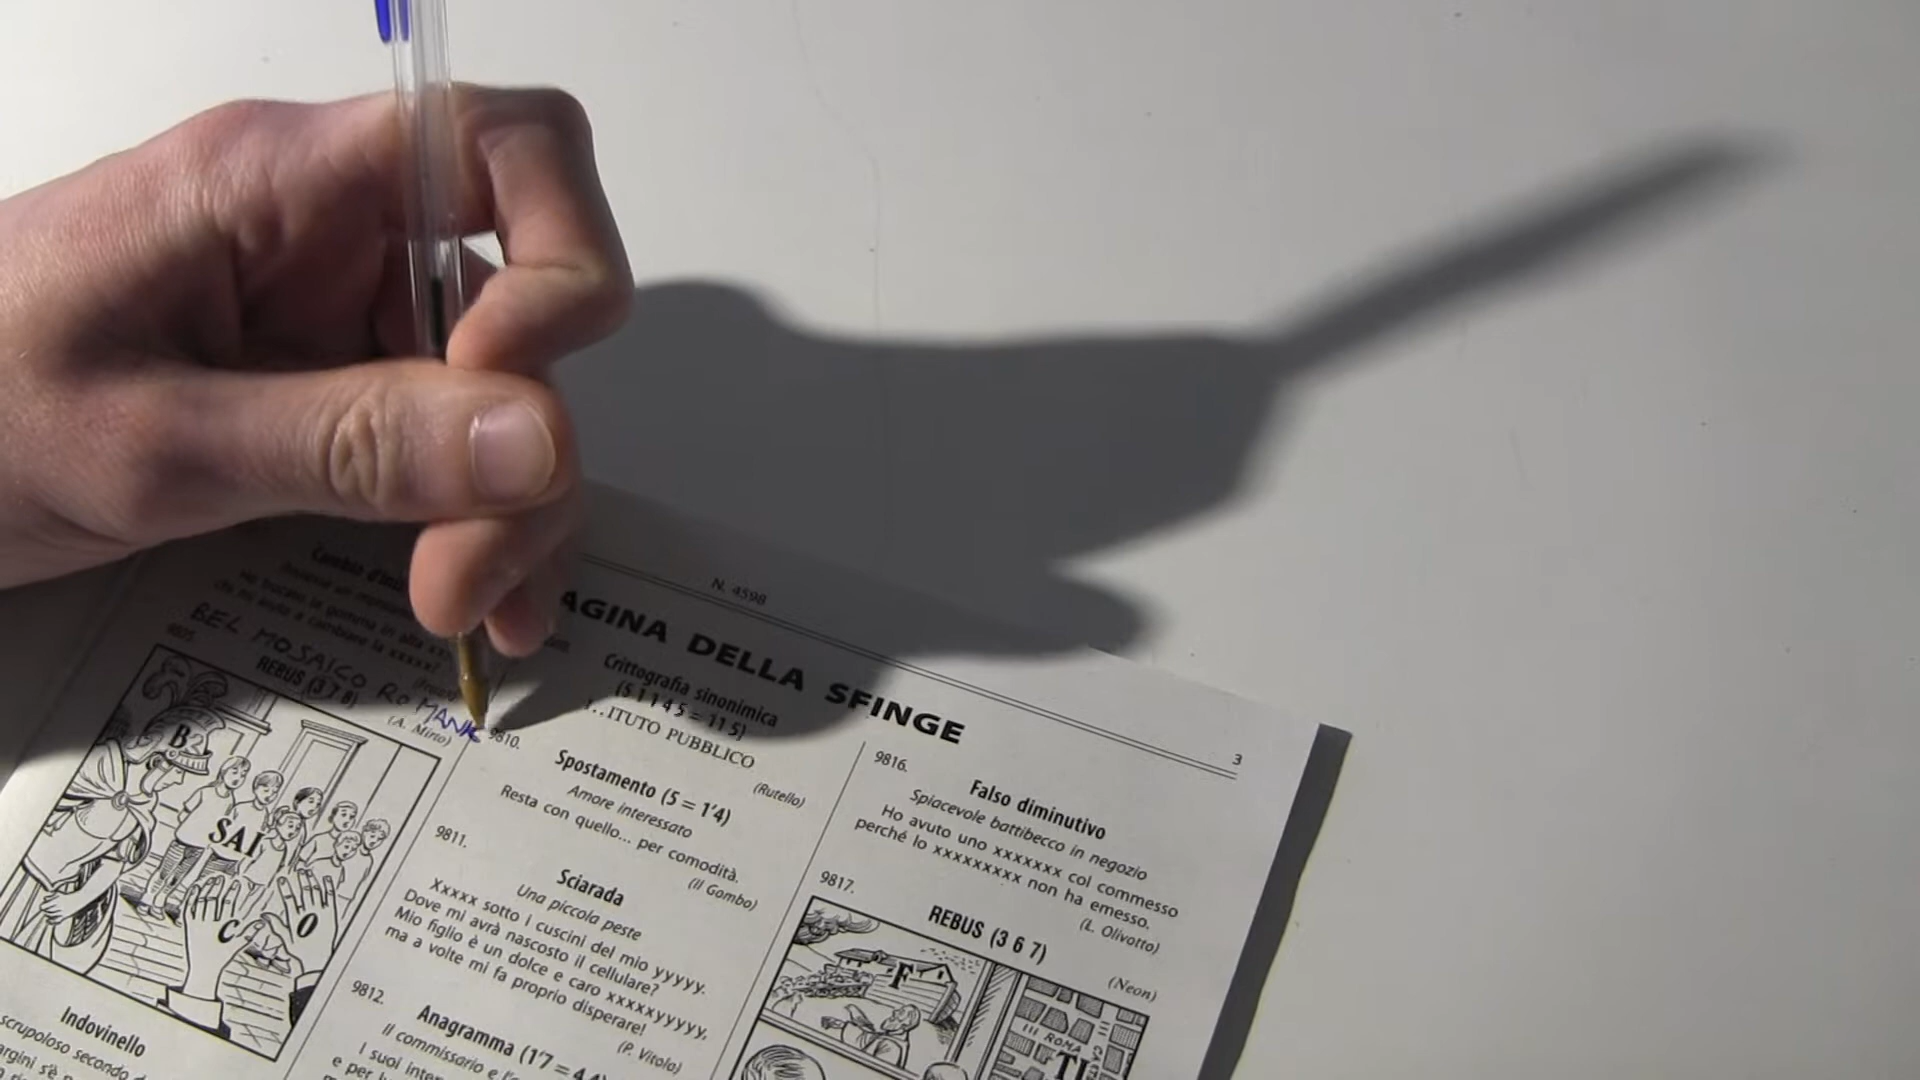 N. 4598
3
AGINA DELLA SFINGE
BEL MOSAICO ROMANI
REBUS (3 7 8)
(A. Mirto)
B
SAI
C
O
Indovinello
scrupoloso secondo
Crittografia sinonimica
(5 1 1 4 5 = 11 5)
ITUTO PUBBLICO
(Rutello)
9810.
Spostamento (5 = 1'4)
Amore interessato
Resta con quello... per comodità.
(Il Gombo)
9811.
Sciarada
Una piccola peste
Xxxxx sotto i cuscini del mio yyyyy.
Dove mi avrà nascosto il cellulare?
Mio figlio è un dolce e caro xxxxxyyyyy,
ma a volte mi fa proprio disperare!
(P. Vitola)
9812.
Anagramma (1'7 = 4,4
Il commissario e
I suoi
e per
9816.
Falso diminutivo
Spiacevole battibecco in negozio
Ho avuto uno xxxxxxx col commesso
perché lo xxxxxxxxx non ha emesso.
(L. Olivotto)
9817.
REBUS (3 6 7)
(Neon)
F
ROMA
TI